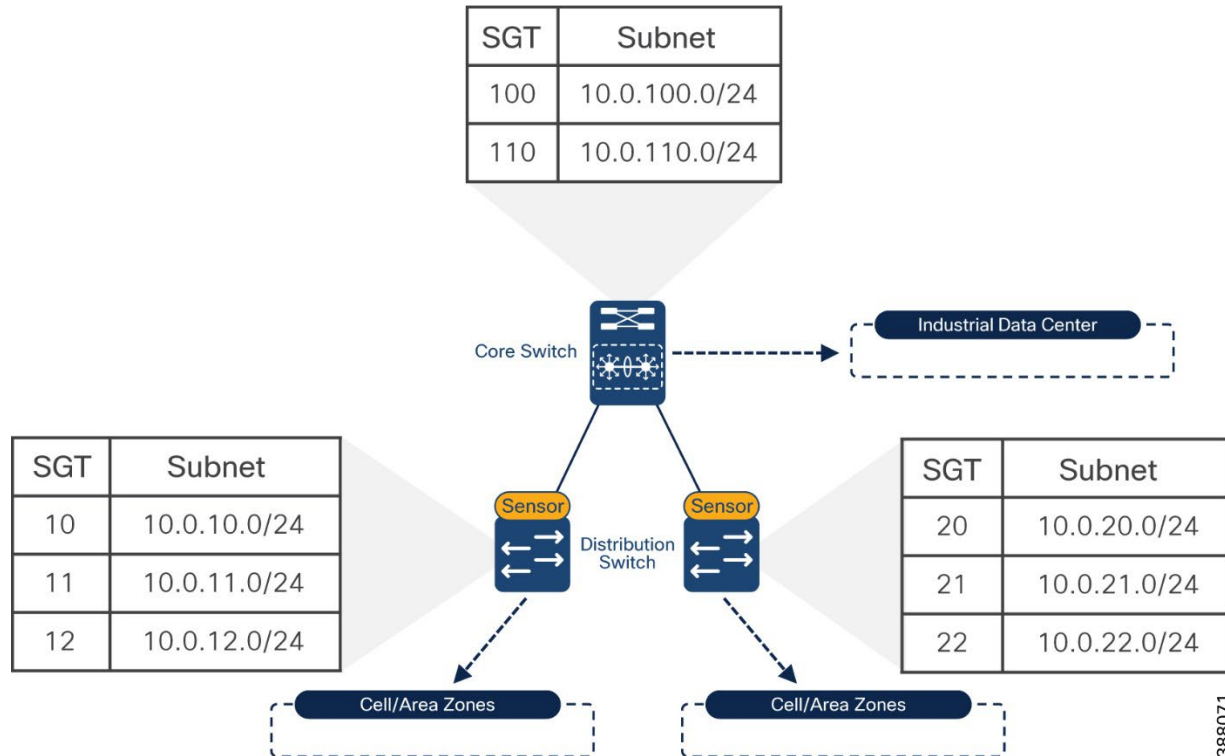 SGT Subnet
100 10.0.100.0/24
110 10.0.110.0/24
Core Switch
Industrial Data Center
SGT Subnet
10 10.0.10.0/24
11 10.0.11.0/24
12 10.0.12.0/24
Sensor
Sensor
Distribution
Switch
SGT Subnet
20 10.0.20.0/24
21 10.0.21.0/24
22 10.0.22.0/24
Cell/Area Zones
Cell/Area Zones
388071